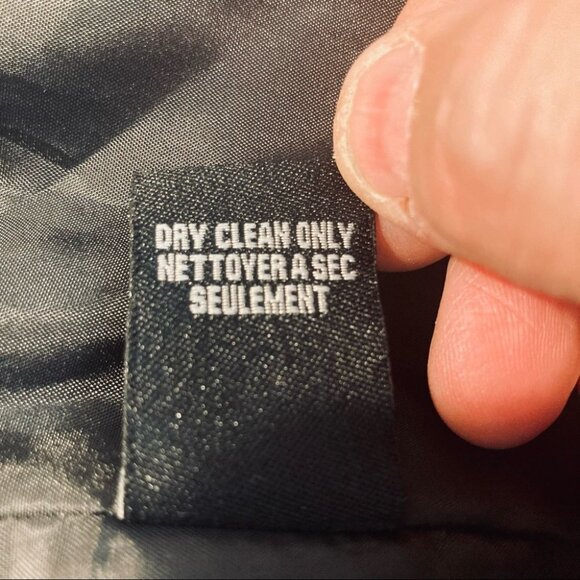 DRY CLEAN ONLY
NETTOYER A SEC
SEULEMENT